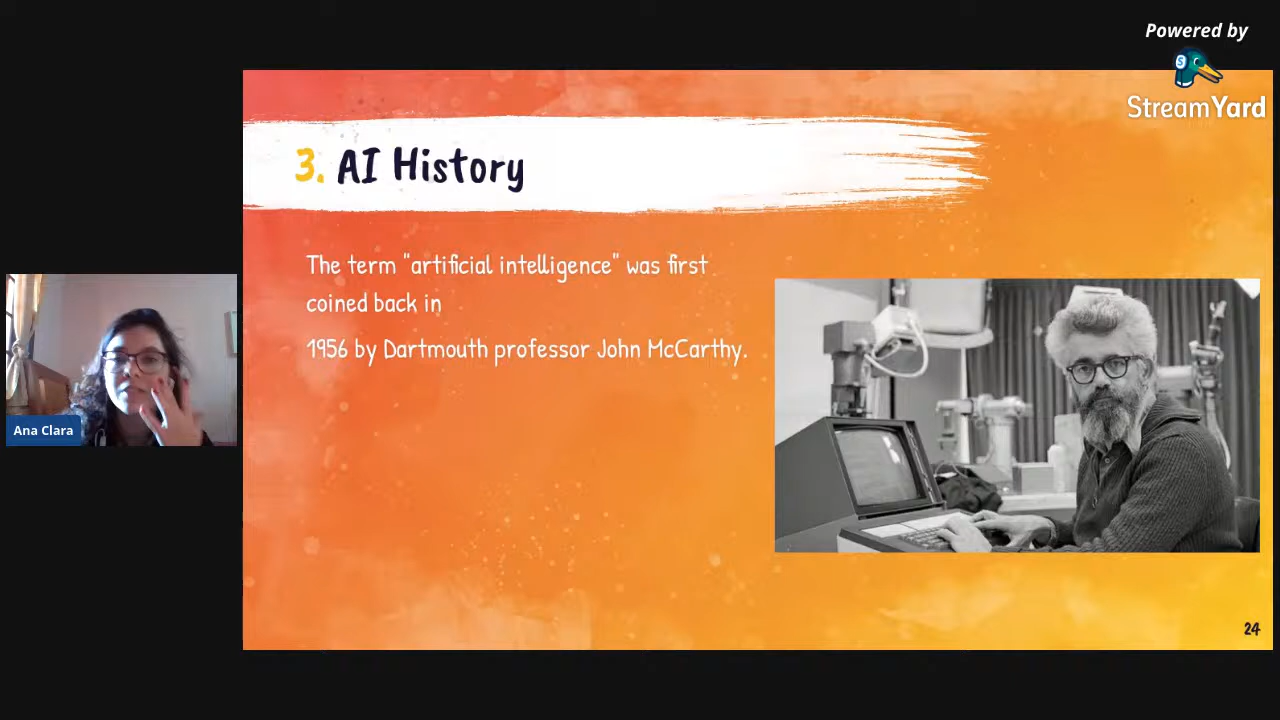 Powered by
StreamYard
3. AI History
The term "artificial intelligence" was first
coined back in
1956 by Dartmouth professor John McCarthy.
Ana Clara
24